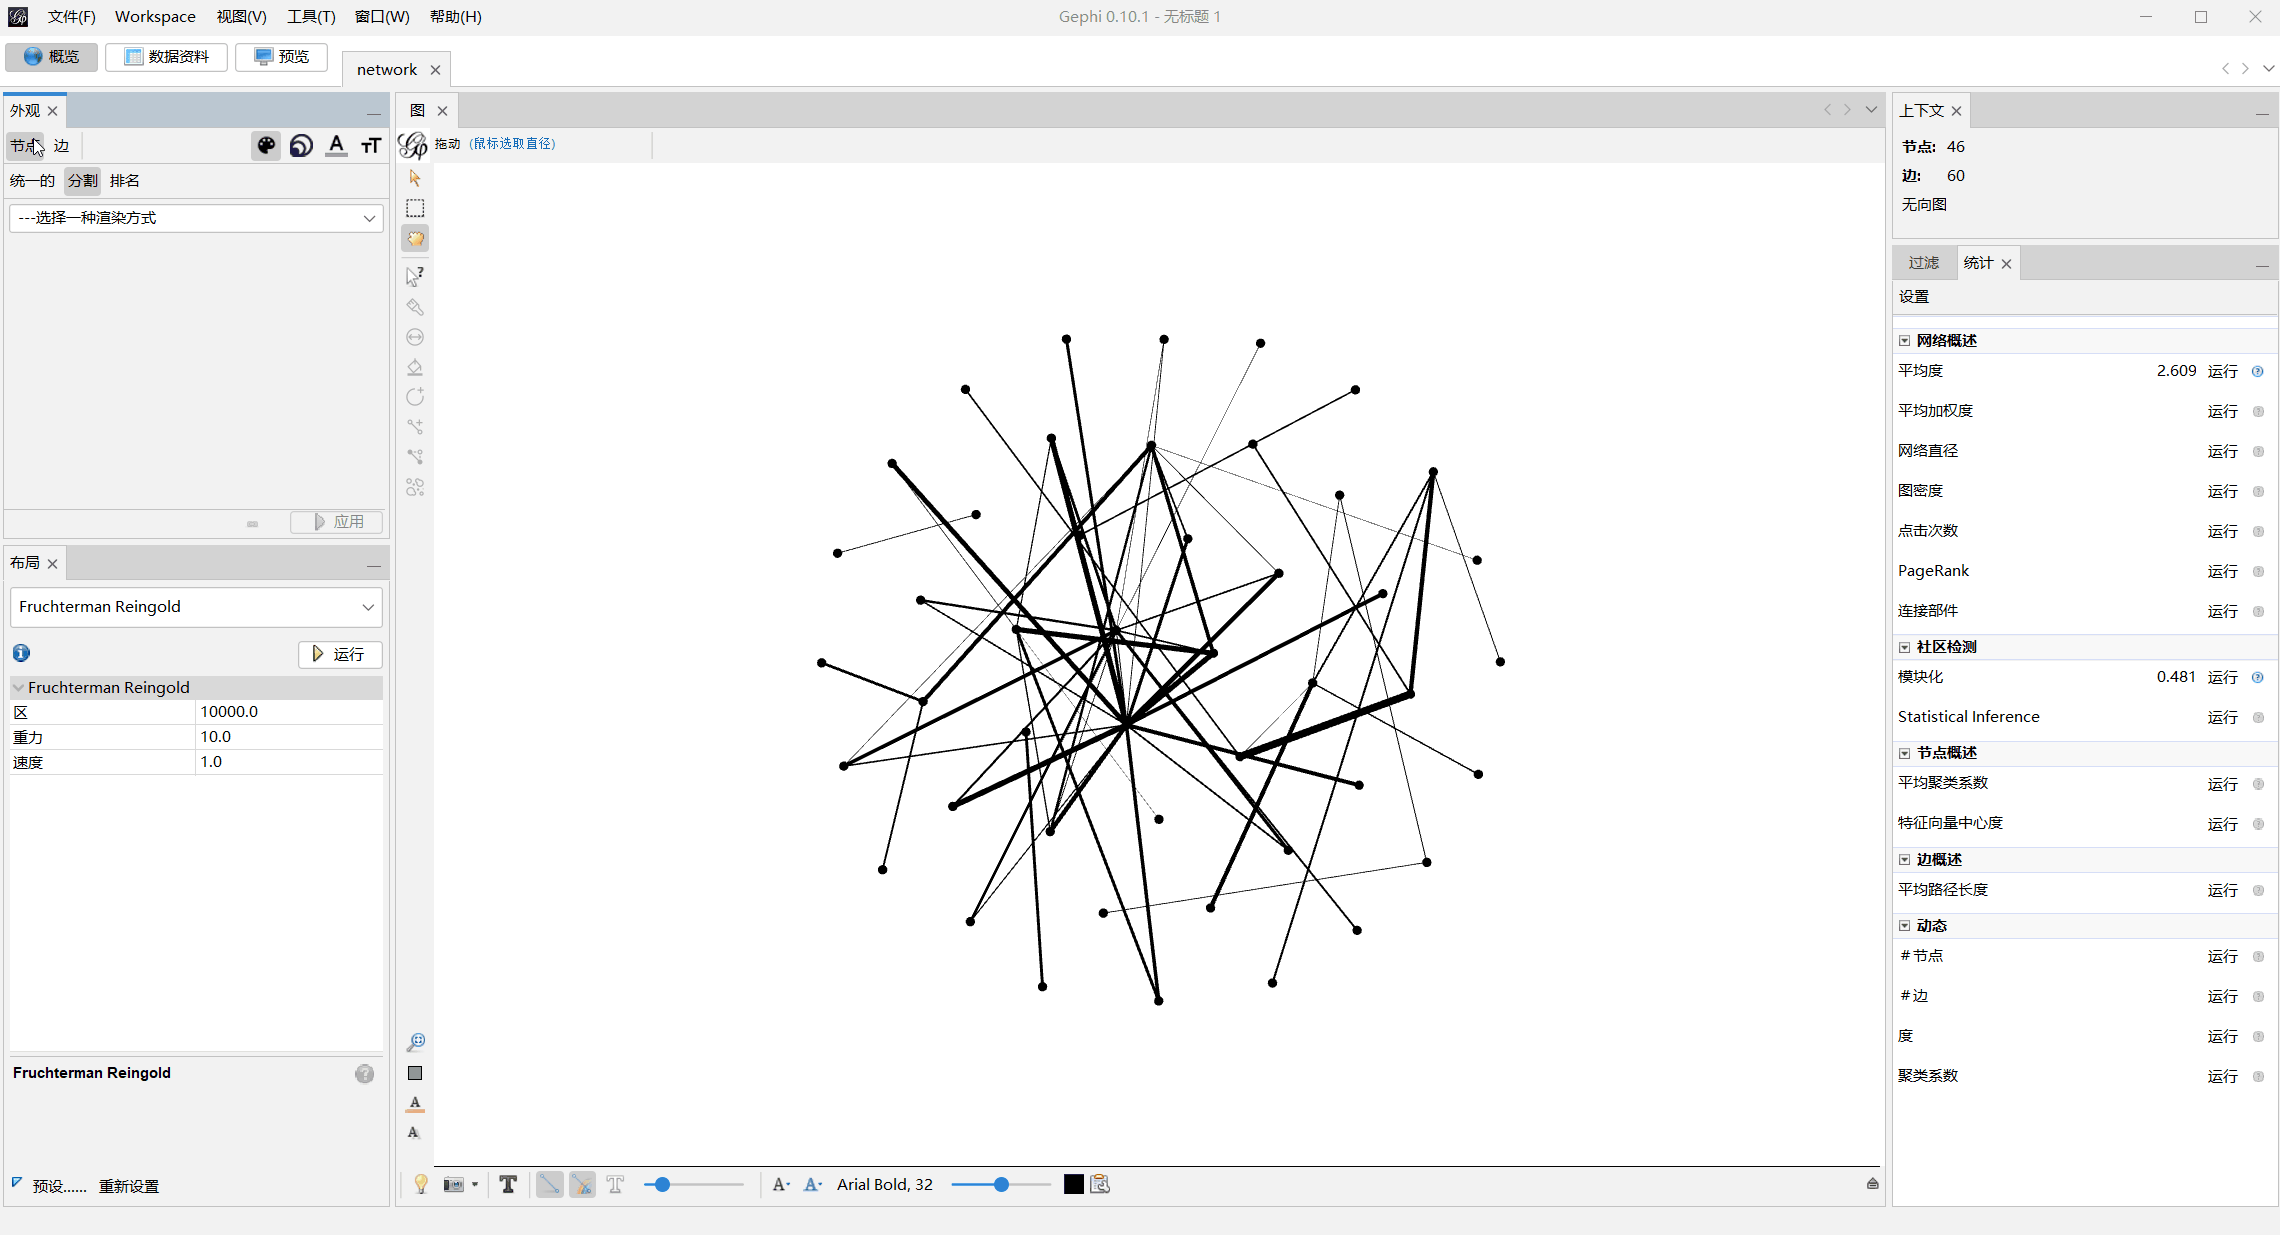 文件(F) Workspace 视图(V) 工具(T) 窗口(W) 帮助(H)
Gephi 0.10.1 - 无标题 1
概览 数据资料 预览
network
外观
节点 边
统一的 分割 排名
---选择一种渲染方式
应用
布局
Fruchterman Reingold
运行
Fruchterman Reingold
区 10000.0
重力 10.0
速度 1.0
Fruchterman Reingold
预设...... 重新设置
图
拖动 (鼠标选取直径)
Arial Bold, 32
上下文
节点: 46
边: 60
无向图
过滤 统计
设置
网络概述
平均度 2.609 运行
平均加权度 运行
网络直径 运行
图密度 运行
点击次数 运行
PageRank 运行
连接部件 运行
社区检测
模块化 0.481 运行
Statistical Inference 运行
节点概述
平均聚类系数 运行
特征向量中心度 运行
边概述
平均路径长度 运行
动态
#节点 运行
#边 运行
度 运行
聚类系数 运行